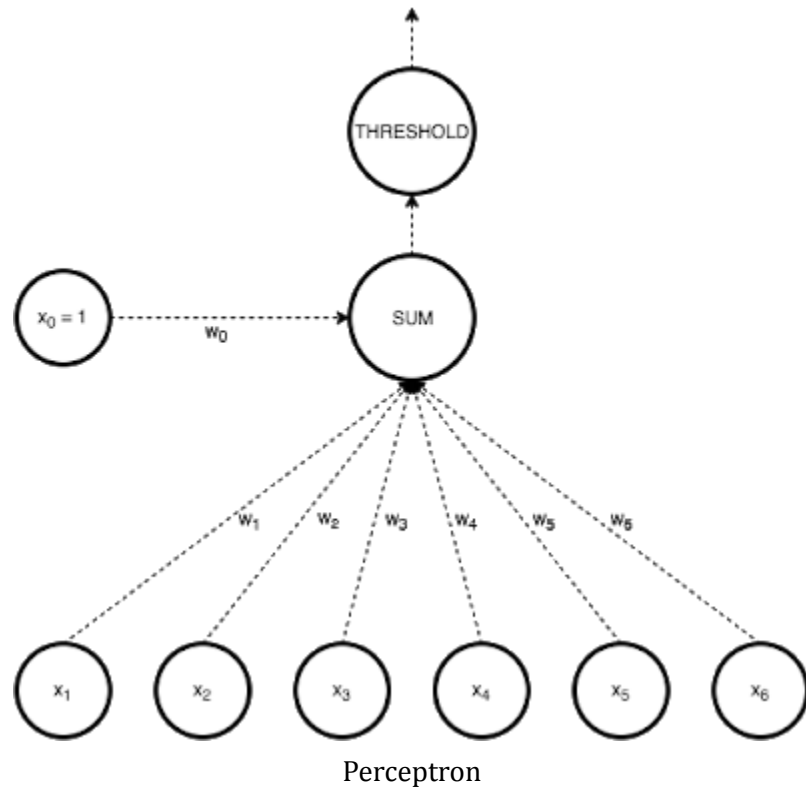 THRESHOLD
x₀ = 1
w₀
SUM
w₁ w₂ w₃ w₄ w₅ w₆
x₁ x₂ x₃ x₄ x₅ x₆
Perceptron